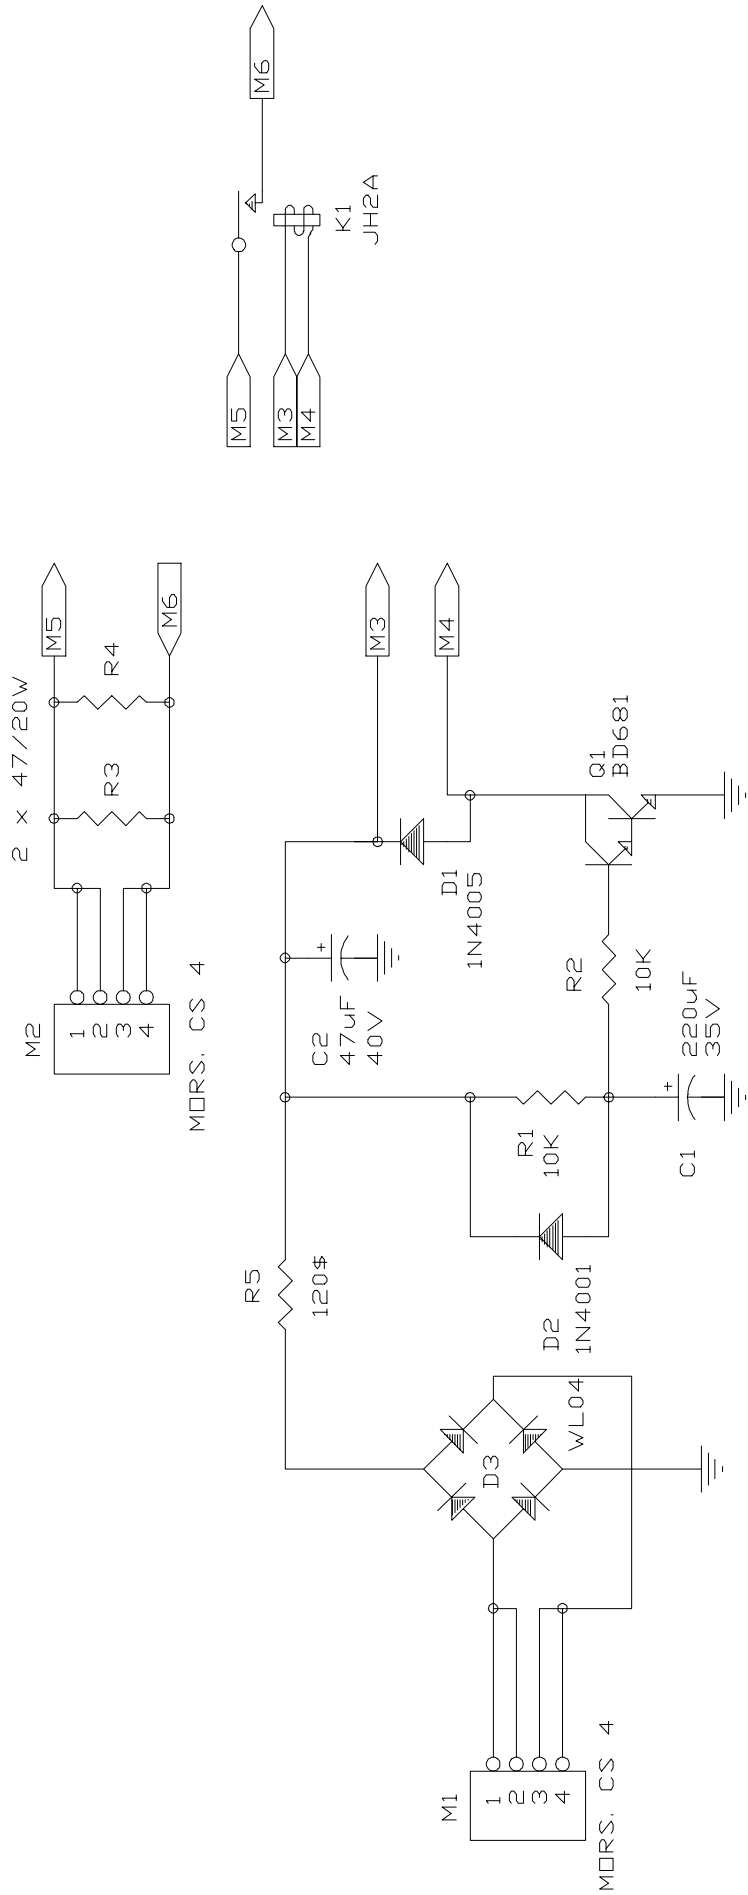 M6
M5
M3
M4
K1
JH2A
M5
M6
2 x 47/20W
R4
R3
M2
1
2
3
4
MORS. CS 4
M3
M4
Q1
BD681
D1
1N4005
+
C2
47uF
40V
R2
10K
R1
10K
+
220uF
35V
C1
R5
120$
D2
1N4001
D3
WL04
M1
1
2
3
4
MORS. CS 4